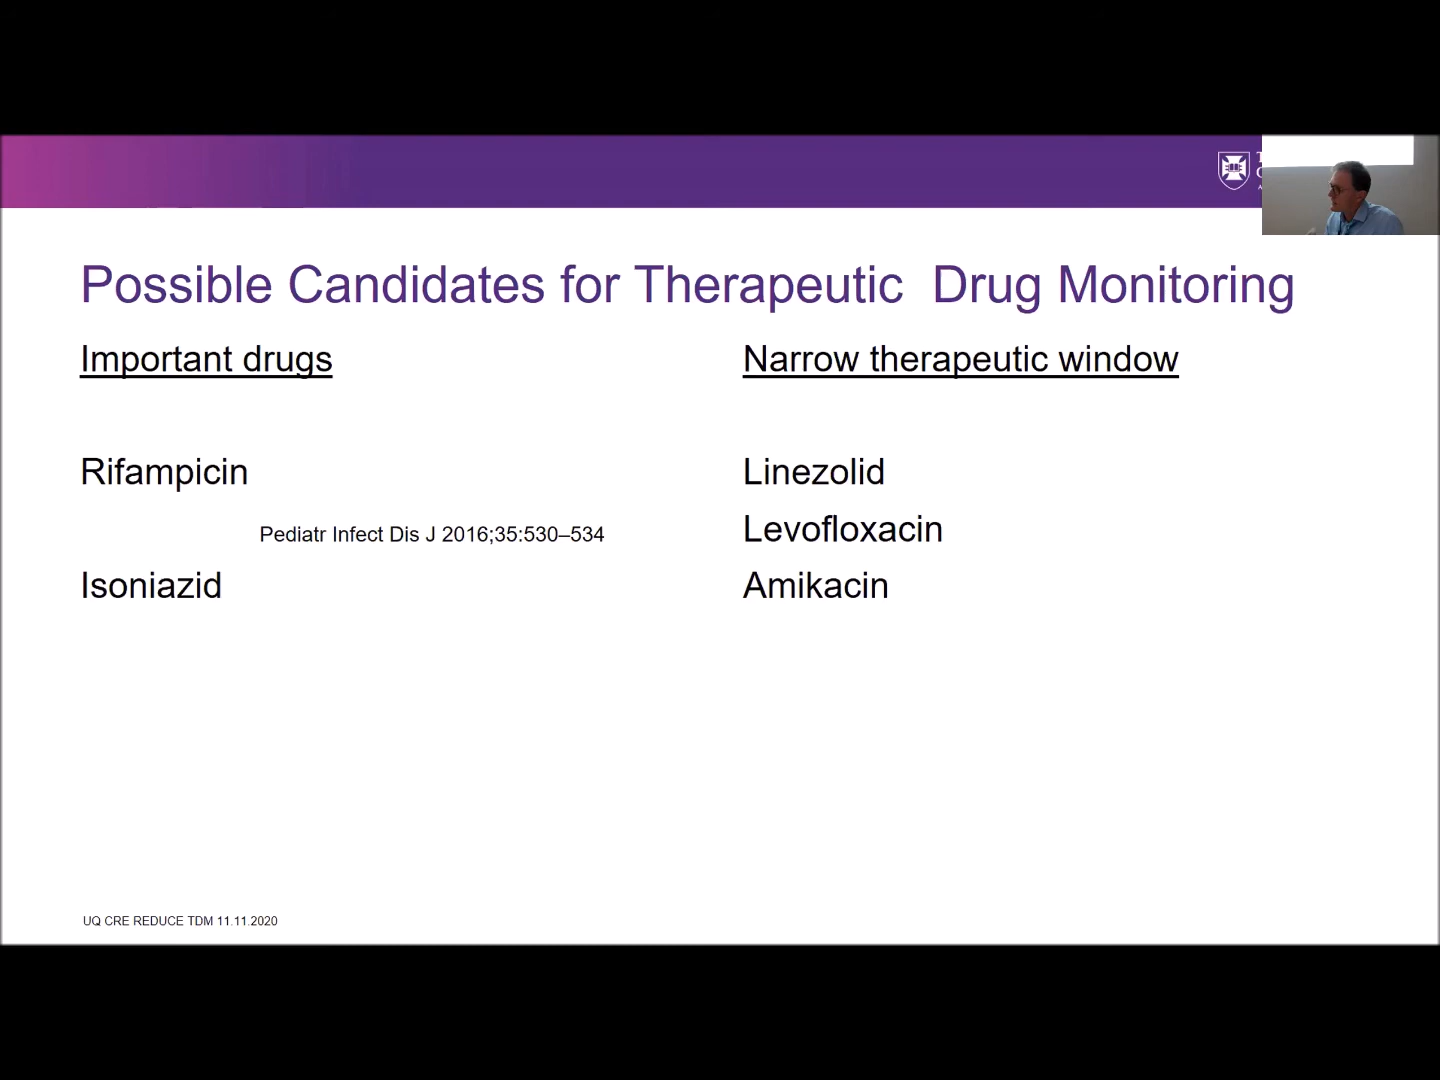 Possible Candidates for Therapeutic  Drug Monitoring
Important drugs
Rifampicin
Pediatr Infect Dis J 2016;35:530–534
Isoniazid
Narrow therapeutic window
Linezolid
Levofloxacin
Amikacin
UQ CRE REDUCE TDM 11.11.2020